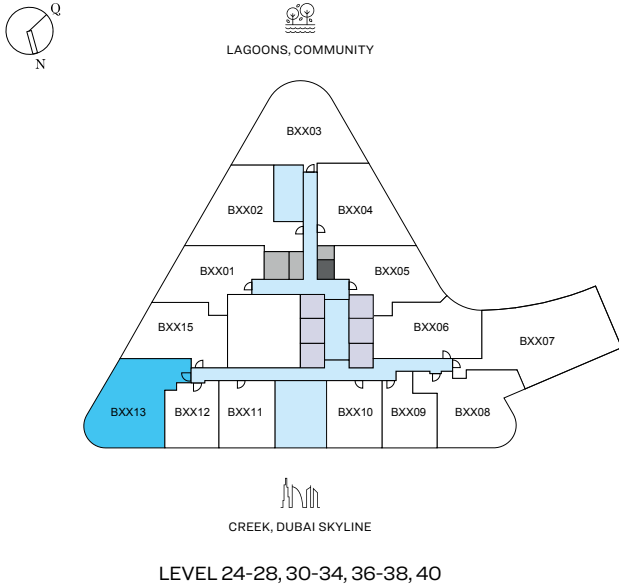 Q
N
LAGOONS, COMMUNITY
BXX03
BXX02
BXX04
BXX01
BXX05
BXX15
BXX06
BXX07
BXX13
BXX12
BXX11
BXX10
BXX09
BXX08
CREEK, DUBAI SKYLINE
LEVEL 24-28, 30-34, 36-38, 40